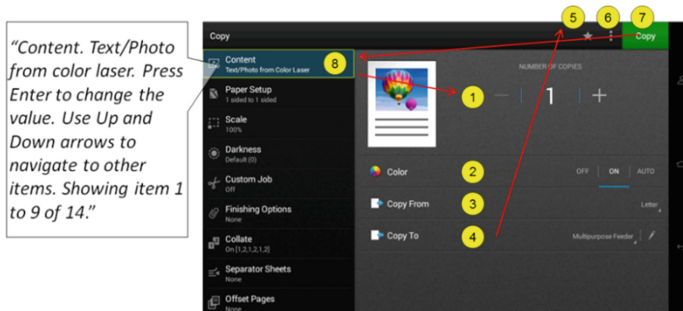 "Content. Text/Photo
from color laser. Press
Enter to change the
value. Use Up and
Down arrows to
navigate to other
items. Showing item 1
to 9 of 14."
Copy
Content
Text/Photo from Color Laser
8
Paper Setup
1 sided to 1 sided
Scale
100%
Darkness
Default (0)
Custom Job
Off
Finishing Options
None
Collate
On [1,2,1,2,1,2]
Separator Sheets
None
Offset Pages
None
5
6
7
Copy
NUMBER OF COPIES
1
1
2
Color
OFF
ON
AUTO
3
Copy From
Letter
4
Copy To
Multipurpose Feeder